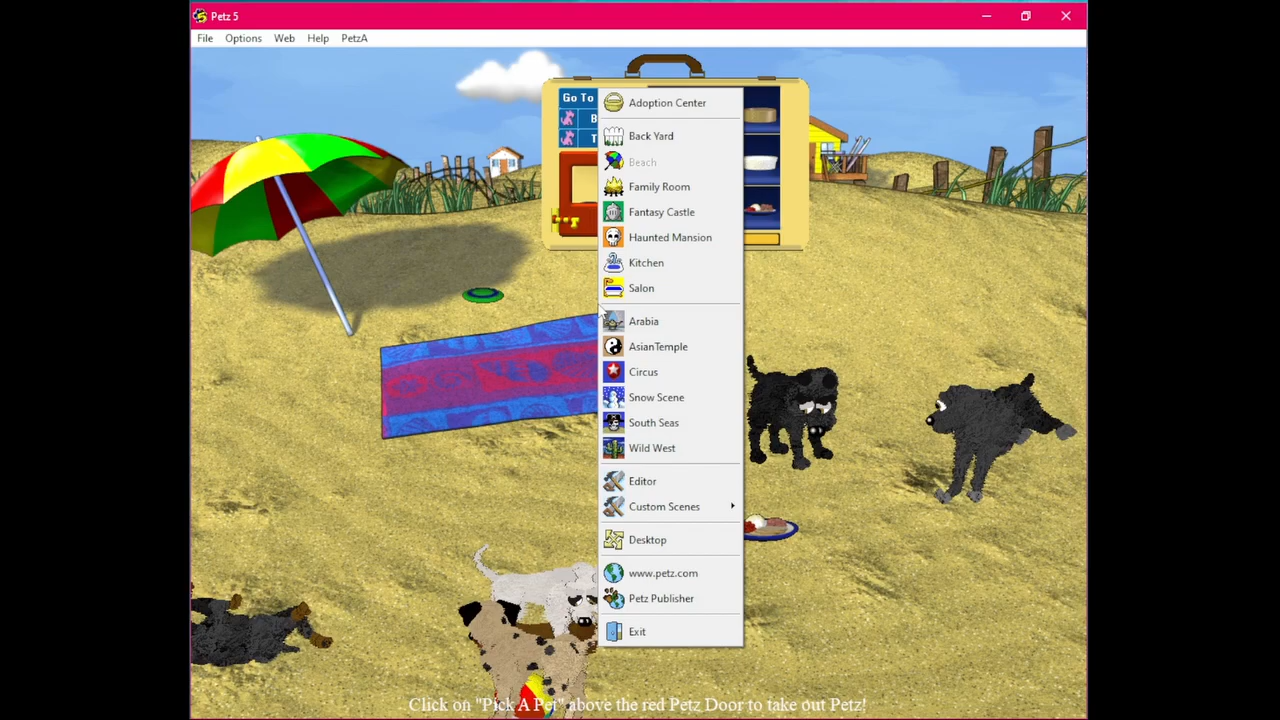 Petz 5
File Options Web Help PetzA
Go To
B
T
Adoption Center
Back Yard
Beach
Family Room
Fantasy Castle
Haunted Mansion
Kitchen
Salon
Arabia
AsianTemple
Circus
Snow Scene
South Seas
Wild West
Editor
Custom Scenes
Desktop
www.petz.com
Petz Publisher
Exit
Click on "Pick A Pet" above the red Petz Door to take out Petz!